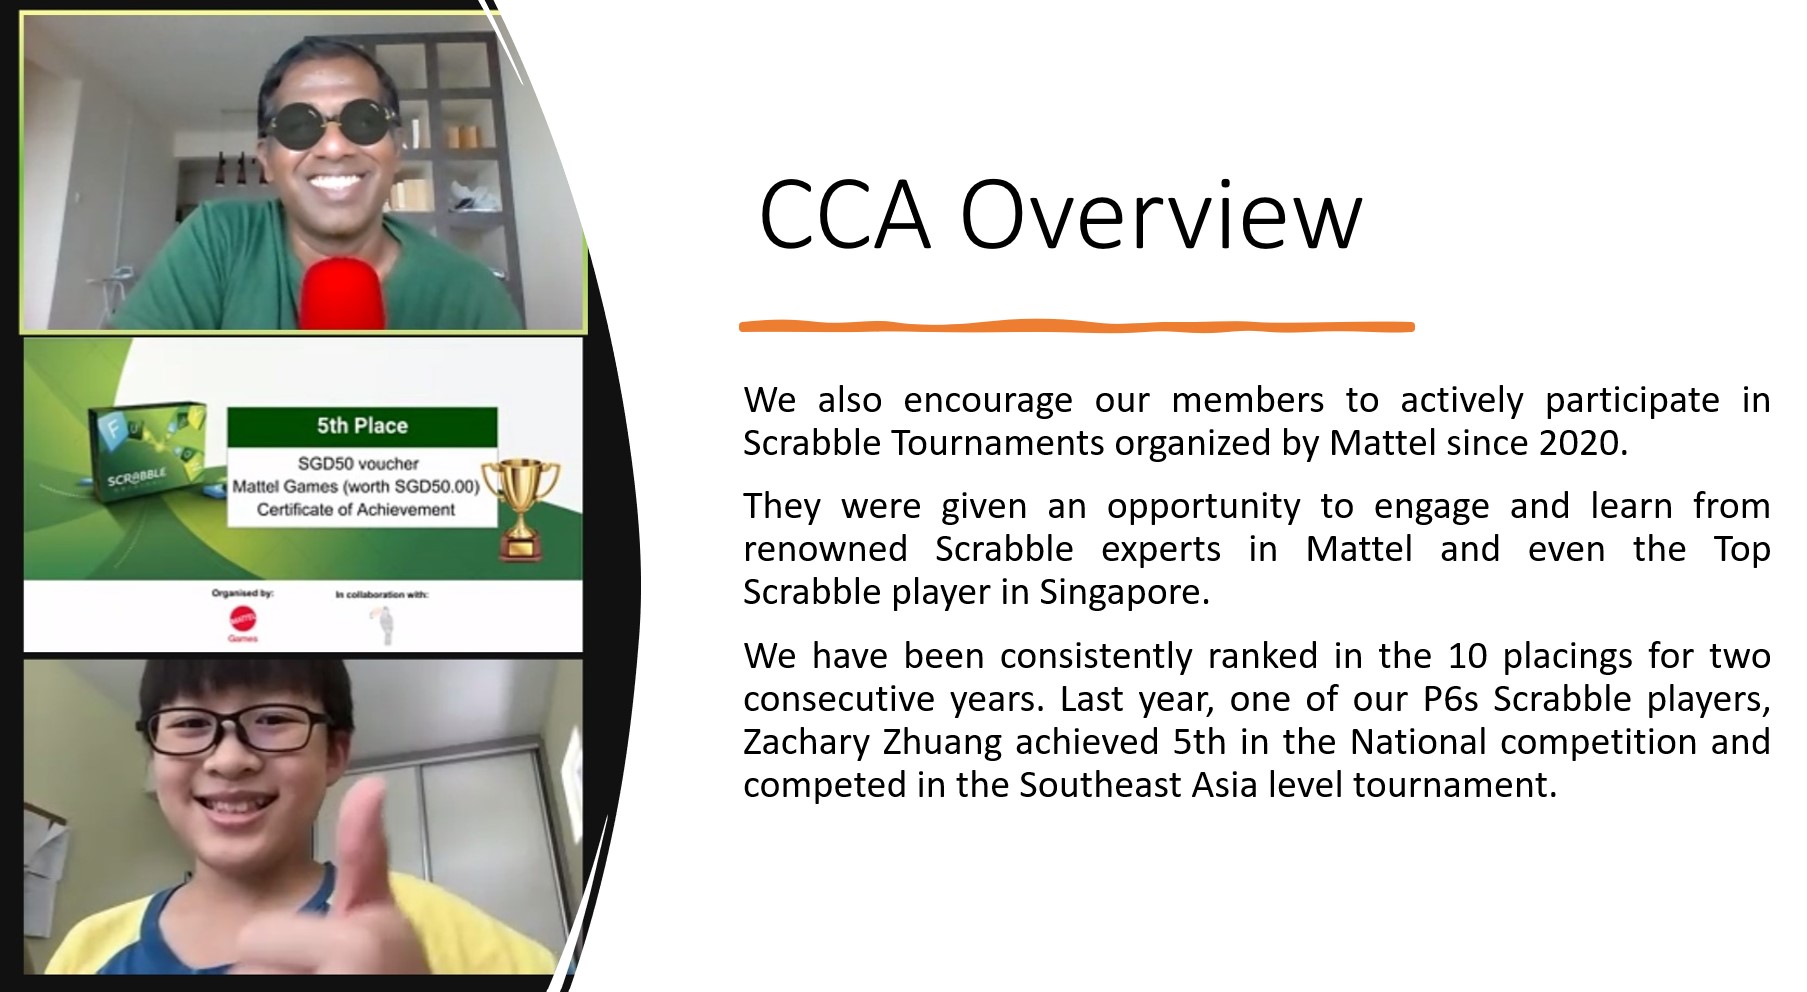 CCA Overview
We also encourage our members to actively participate in
Scrabble Tournaments organized by Mattel since 2020.
They were given an opportunity to engage and learn from
renowned Scrabble experts in Mattel and even the Top
Scrabble player in Singapore.
We have been consistently ranked in the 10 placings for two
consecutive years. Last year, one of our P6s Scrabble players,
Zachary Zhuang achieved 5th in the National competition and
competed in the Southeast Asia level tournament.
5th Place
SGD50 voucher
Mattel Games (worth SGD50.00)
Certificate of Achievement
SCRABBLE
Organised by:
In collaboration with:
MATTEL
Games